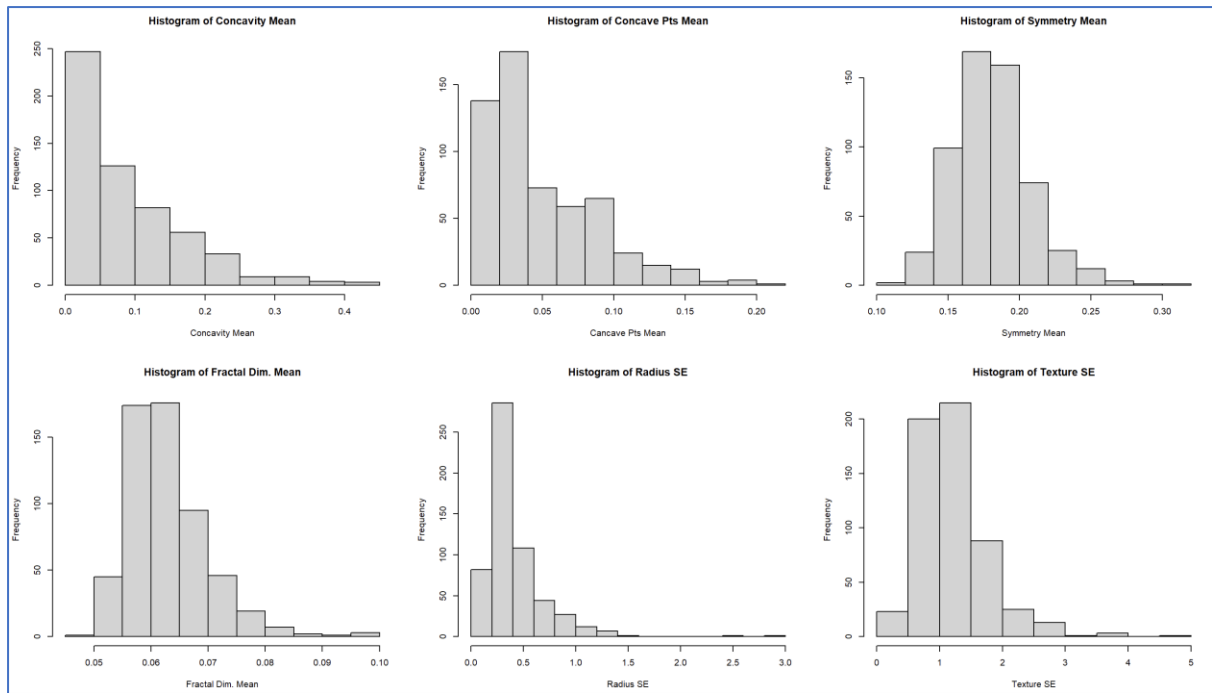 Histogram of Concavity Mean
Frequency
250
200
150
100
50
0
0.0 0.1 0.2 0.3 0.4
Concavity Mean
Histogram of Concave Pts Mean
Frequency
150
100
50
0
0.00 0.05 0.10 0.15 0.20
Cancave Pts Mean
Histogram of Symmetry Mean
Frequency
150
100
50
0
0.10 0.15 0.20 0.25 0.30
Symmetry Mean
Histogram of Fractal Dim. Mean
Frequency
150
100
50
0
0.05 0.06 0.07 0.08 0.09 0.10
Fractal Dim. Mean
Histogram of Radius SE
Frequency
250
200
150
100
50
0
0.0 0.5 1.0 1.5 2.0 2.5 3.0
Radius SE
Histogram of Texture SE
Frequency
200
150
100
50
0
0 1 2 3 4 5
Texture SE